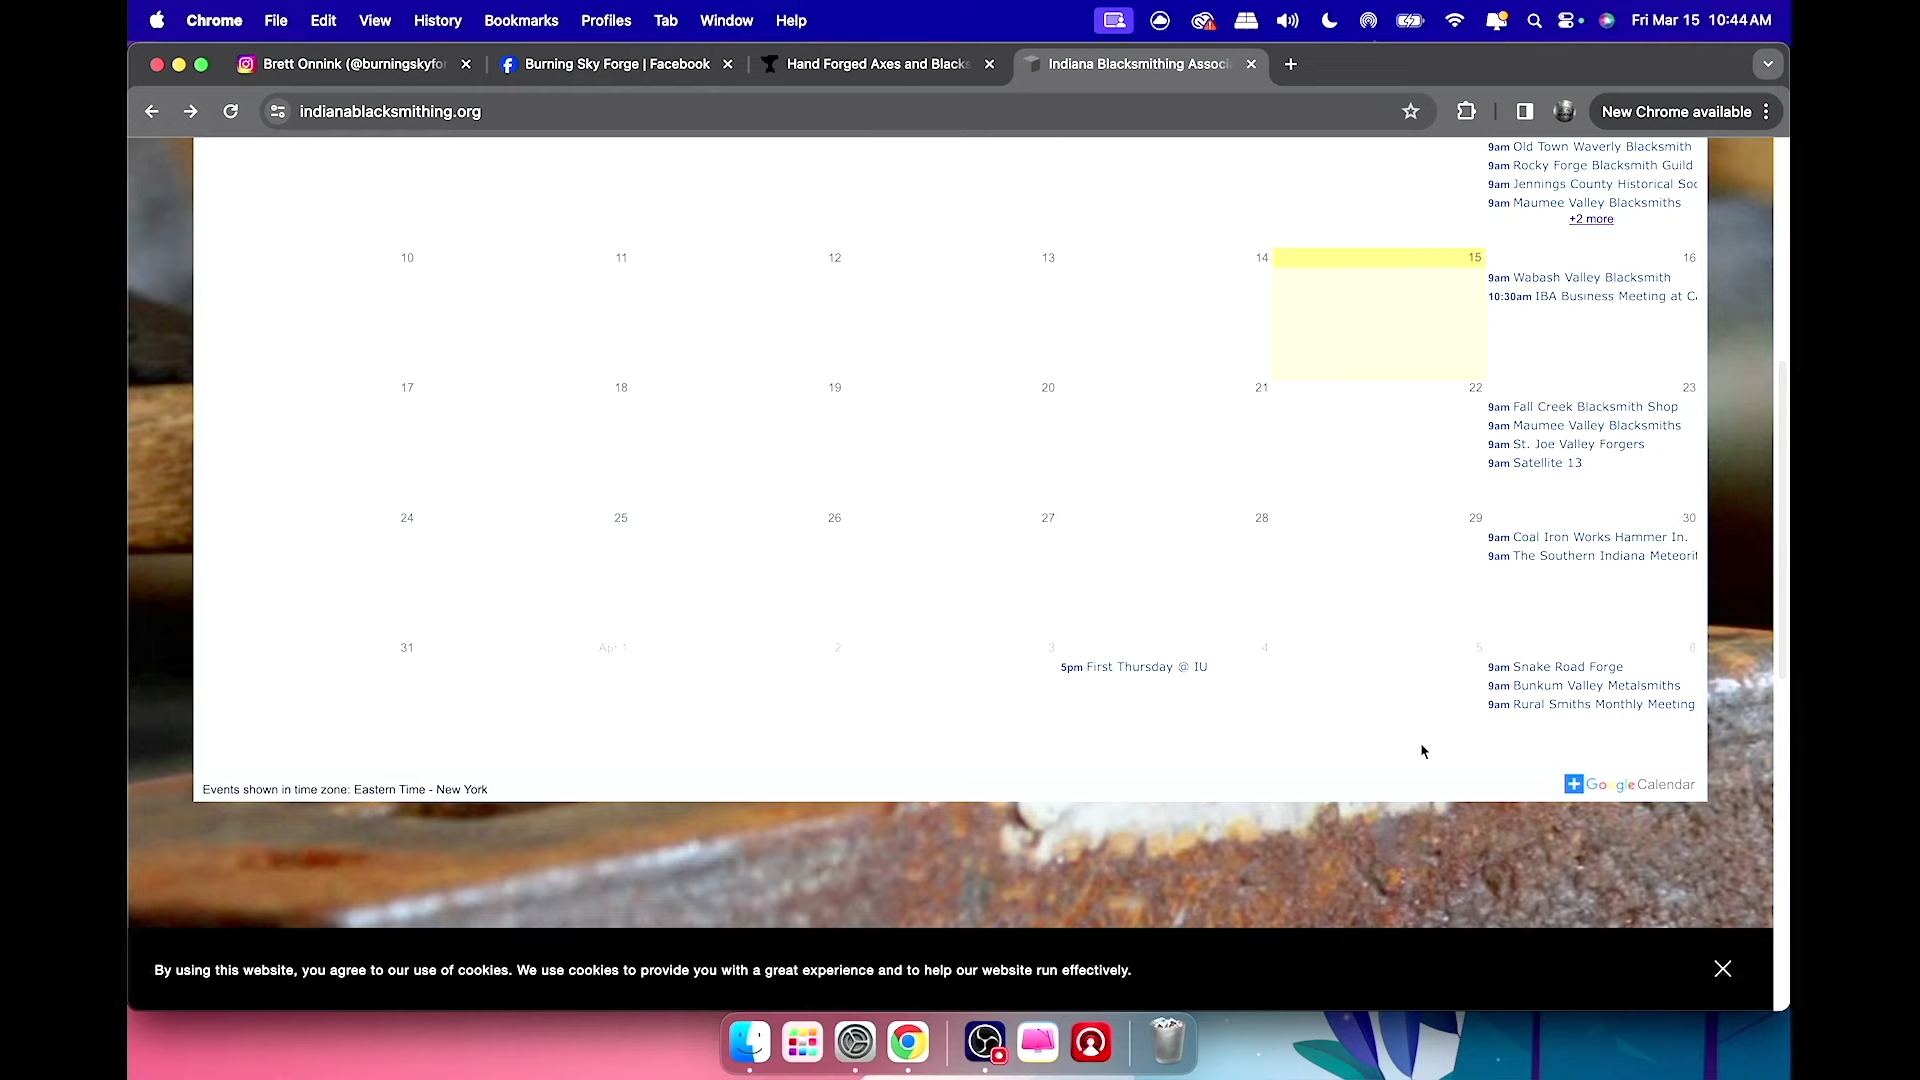 Chrome File Edit View History Bookmarks Profiles Tab Window Help Fri Mar 15 10:44 AM
Brett Onnink (@burningskyfor Burning Sky Forge | Facebook Hand Forged Axes and Blacks Indiana Blacksmithing Associ
indianablacksmithing.org New Chrome available
9am Old Town Waverly Blacksmith
9am Rocky Forge Blacksmith Guild
9am Jennings County Historical Soc
9am Maumee Valley Blacksmiths
+2 more
10 11 12 13 14 15 16
9am Wabash Valley Blacksmith
10:30am IBA Business Meeting at Ca
17 18 19 20 21 22 23
9am Fall Creek Blacksmith Shop
9am Maumee Valley Blacksmiths
9am St. Joe Valley Forgers
9am Satellite 13
24 25 26 27 28 29 30
9am Coal Iron Works Hammer In.
9am The Southern Indiana Meteorit
31 Apr 1 2 3 4 5 6
5pm First Thursday @ IU 9am Snake Road Forge
9am Bunkum Valley Metalsmiths
9am Rural Smiths Monthly Meeting
Events shown in time zone: Eastern Time - New York Google Calendar
By using this website, you agree to our use of cookies. We use cookies to provide you with a great experience and to help our website run effectively.